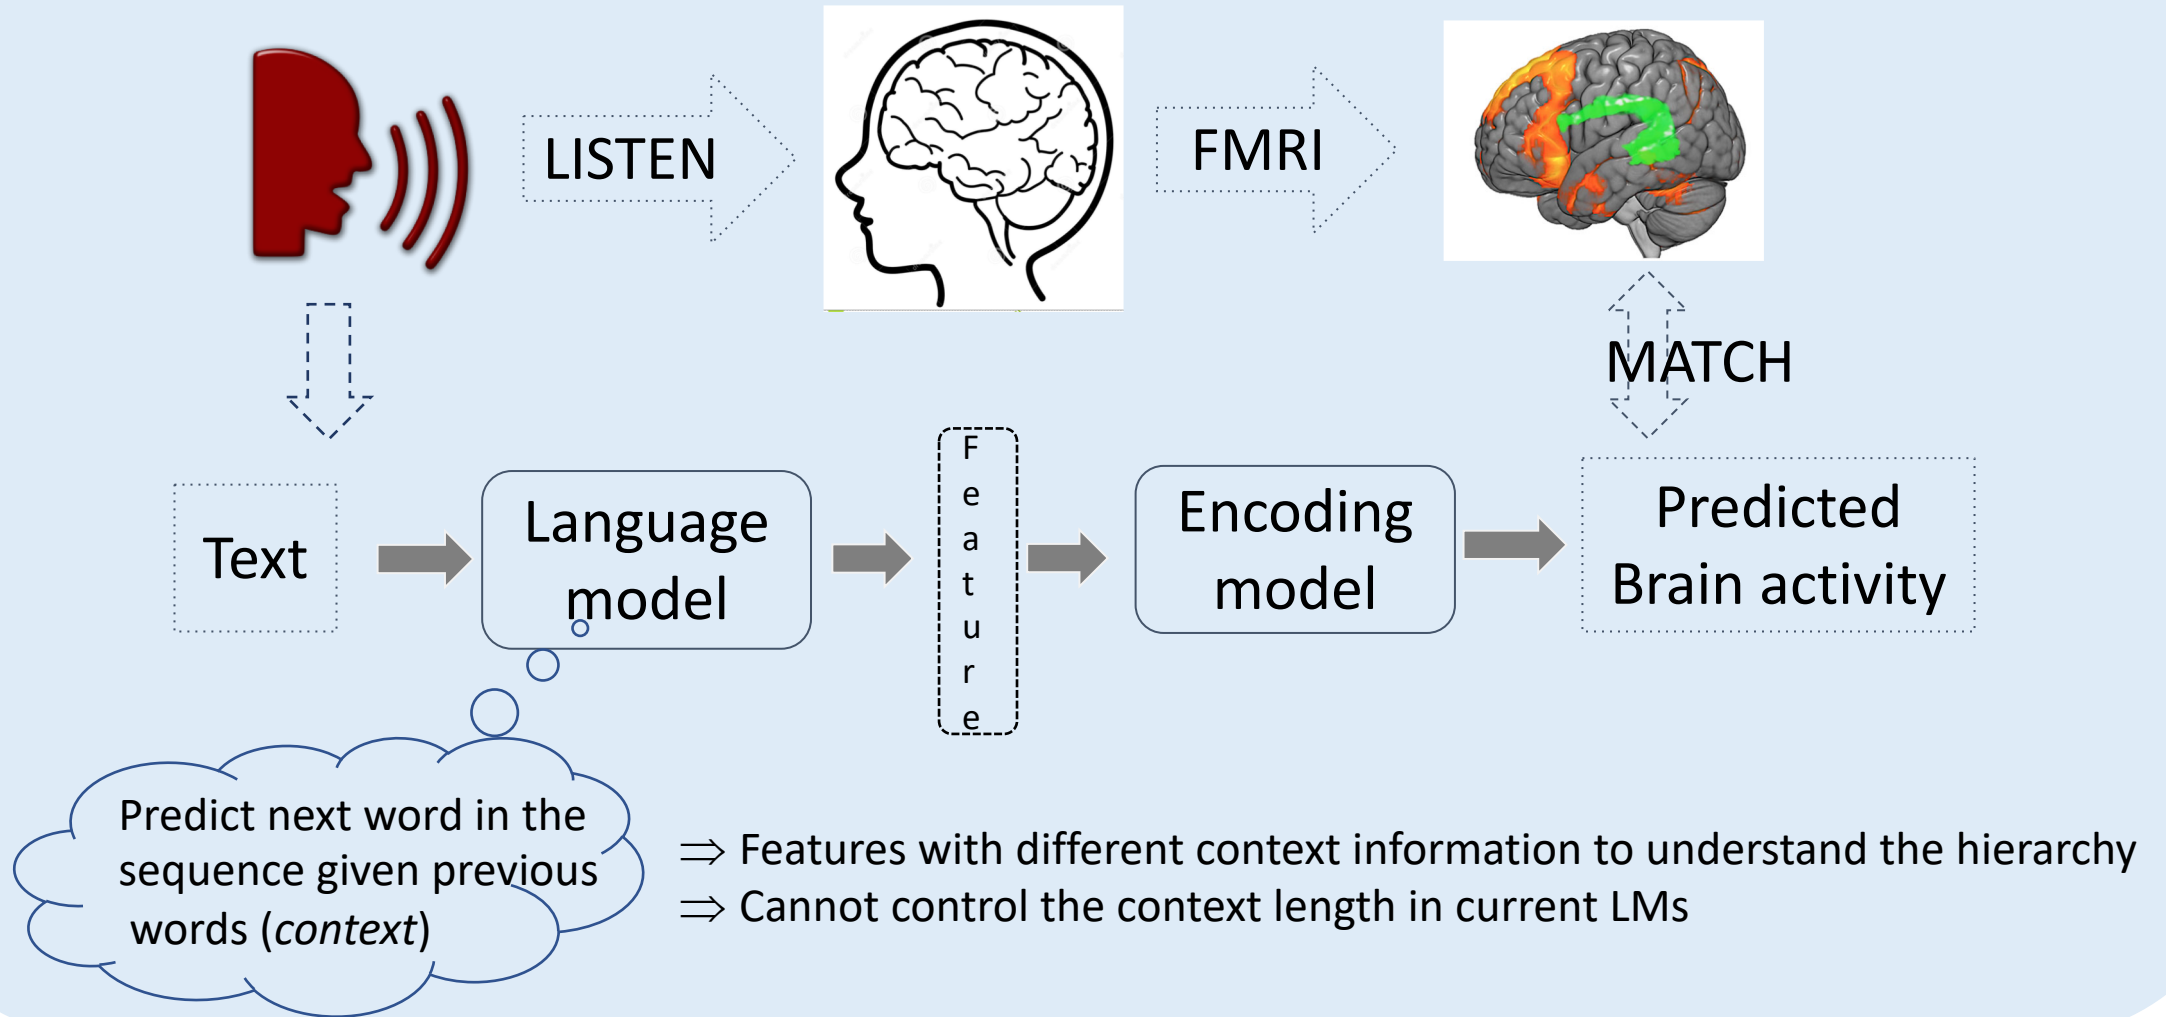 LISTEN
FMRI
MATCH
Text
Language
model
F
e
a
t
u
r
e
Encoding
model
Predicted
Brain activity
Predict next word in the
sequence given previous
words (context)
⇒ Features with different context information to understand the hierarchy
⇒ Cannot control the context length in current LMs